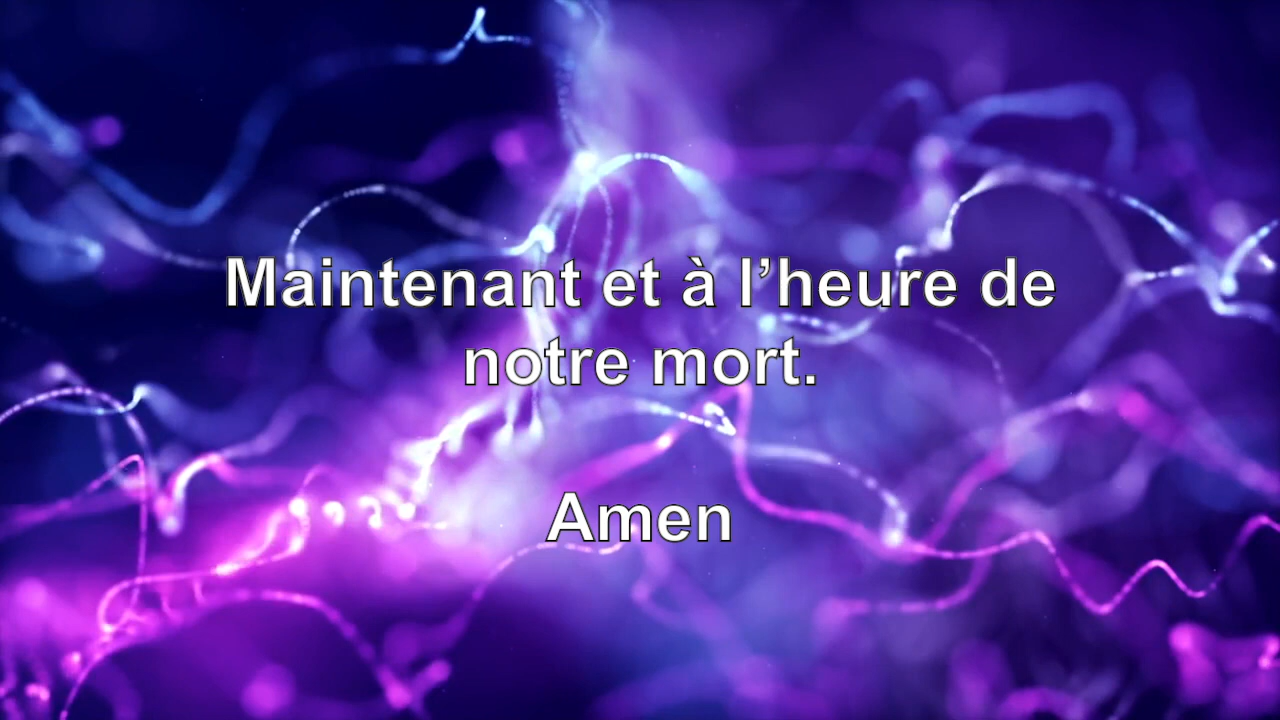 Maintenant et à l’heure de
notre mort.
Amen